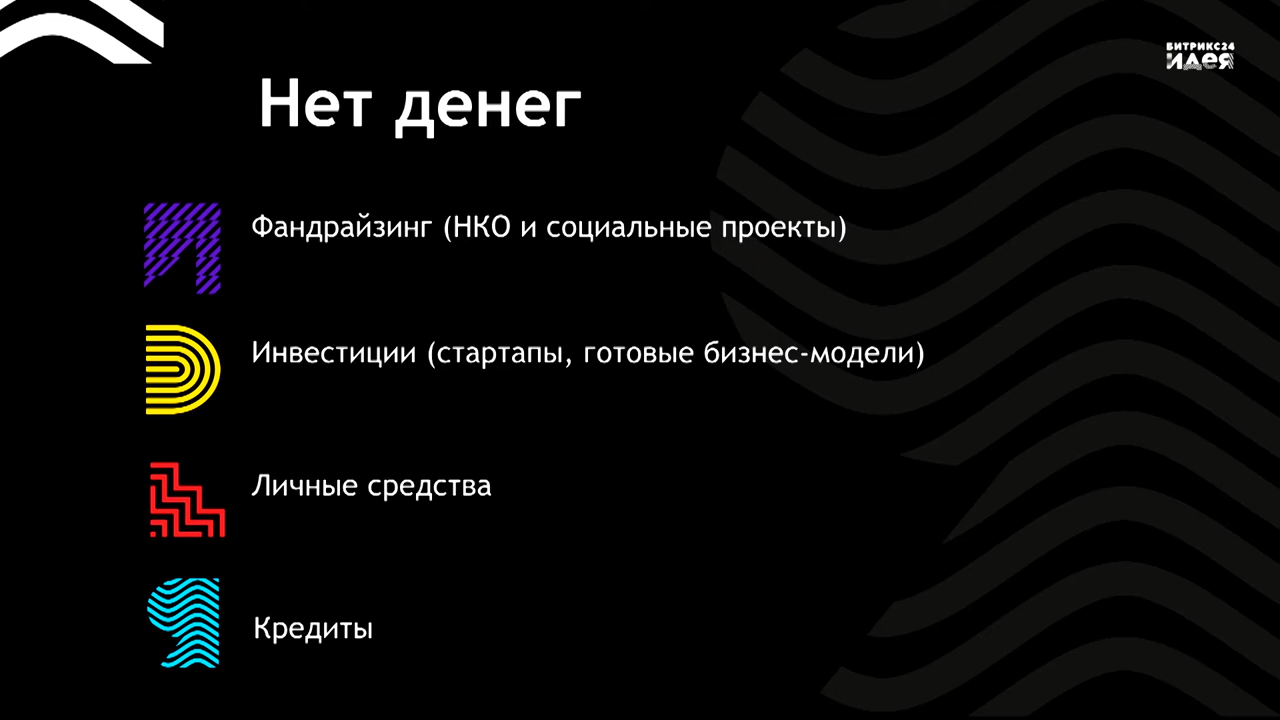 БИТРИКС24
идея
Нет денег
Фандрайзинг (НКО и социальные проекты)
Инвестиции (стартапы, готовые бизнес-модели)
Личные средства
Кредиты